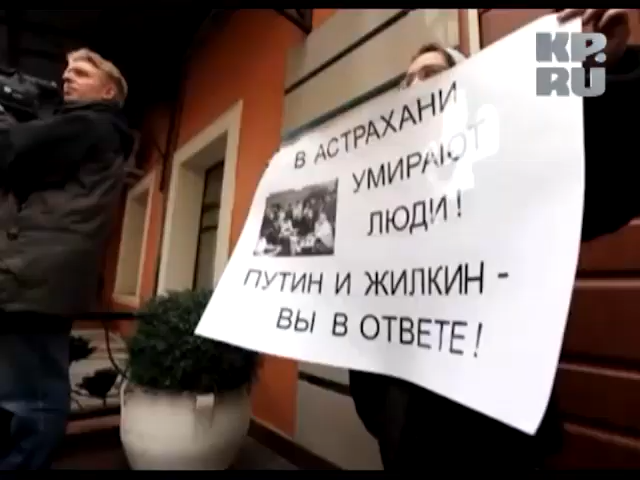 KP.
RU
В АСТРАХАНИ
УМИРАЮТ
ЛЮДИ!
ПУТИН И ЖИЛКИН -
ВЫ В ОТВЕТЕ!